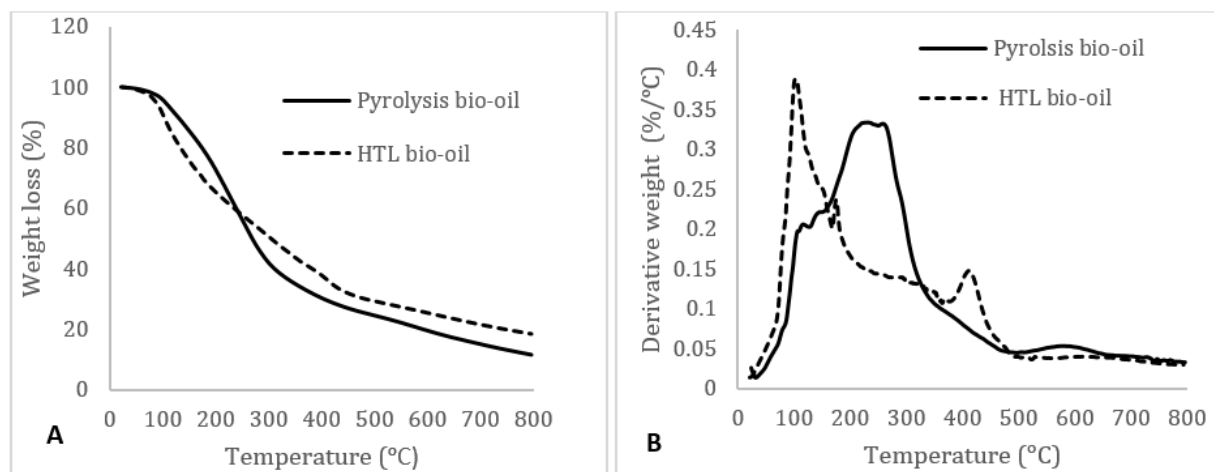 120
100
80
60
40
20
0
Weight loss (%)
Pyrolysis bio-oil
HTL bio-oil
0 100 200 300 400 500 600 700 800
Temperature (ºC)
A
0.45
0.4
0.35
0.3
0.25
0.2
0.15
0.1
0.05
0
Derivative weight (%/ºC)
Pyrolsis bio-oil
HTL bio-oil
0 100 200 300 400 500 600 700 800
Temperature (ºC)
B